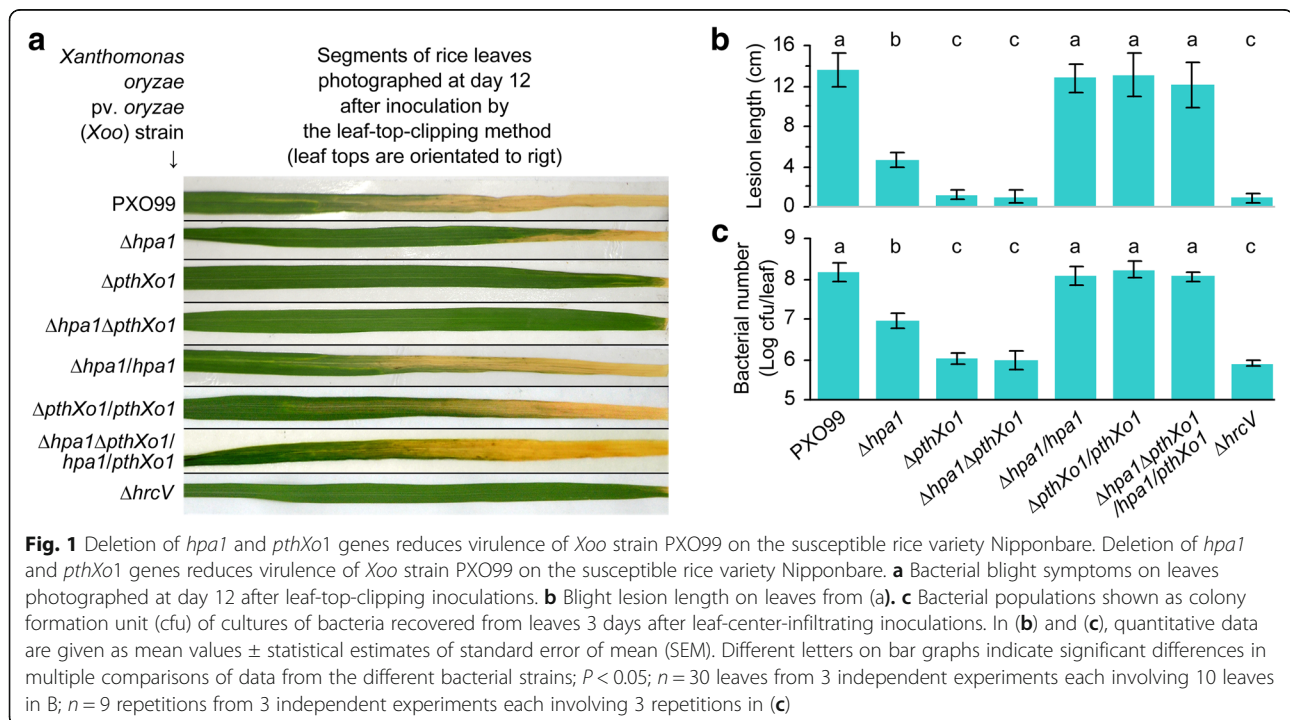 a
Xanthomonas
oryzae
pv. oryzae
(Xoo) strain
↓
Segments of rice leaves
photographed at day 12
after inoculation by
the leaf-top-clipping method
(leaf tops are orientated to rigt)
PXO99
Δhpa1
ΔpthXo1
Δhpa1ΔpthXo1
Δhpa1/hpa1
ΔpthXo1/pthXo1
Δhpa1ΔpthXo1/
hpa1/pthXo1
ΔhrcV
b
a b c c a a a c
Lesion length (cm)
16
12
8
4
0
c
a b c c a a a c
Bacterial number
(Log cfu/leaf)
9
8
7
6
5
PXO99
Δhpa1
ΔpthXo1
Δhpa1ΔpthXo1
Δhpa1/hpa1
ΔpthXo1/pthXo1
Δhpa1ΔpthXo1
/hpa1/pthXo1
ΔhrcV
Fig. 1 Deletion of hpa1 and pthXo1 genes reduces virulence of Xoo strain PXO99 on the susceptible rice variety Nipponbare. Deletion of hpa1
and pthXo1 genes reduces virulence of Xoo strain PXO99 on the susceptible rice variety Nipponbare. a Bacterial blight symptoms on leaves
photographed at day 12 after leaf-top-clipping inoculations. b Blight lesion length on leaves from (a). c Bacterial populations shown as colony
formation unit (cfu) of cultures of bacteria recovered from leaves 3 days after leaf-center-infiltrating inoculations. In (b) and (c), quantitative data
are given as mean values ± statistical estimates of standard error of mean (SEM). Different letters on bar graphs indicate significant differences in
multiple comparisons of data from the different bacterial strains; P < 0.05; n = 30 leaves from 3 independent experiments each involving 10 leaves
in B; n = 9 repetitions from 3 independent experiments each involving 3 repetitions in (c)